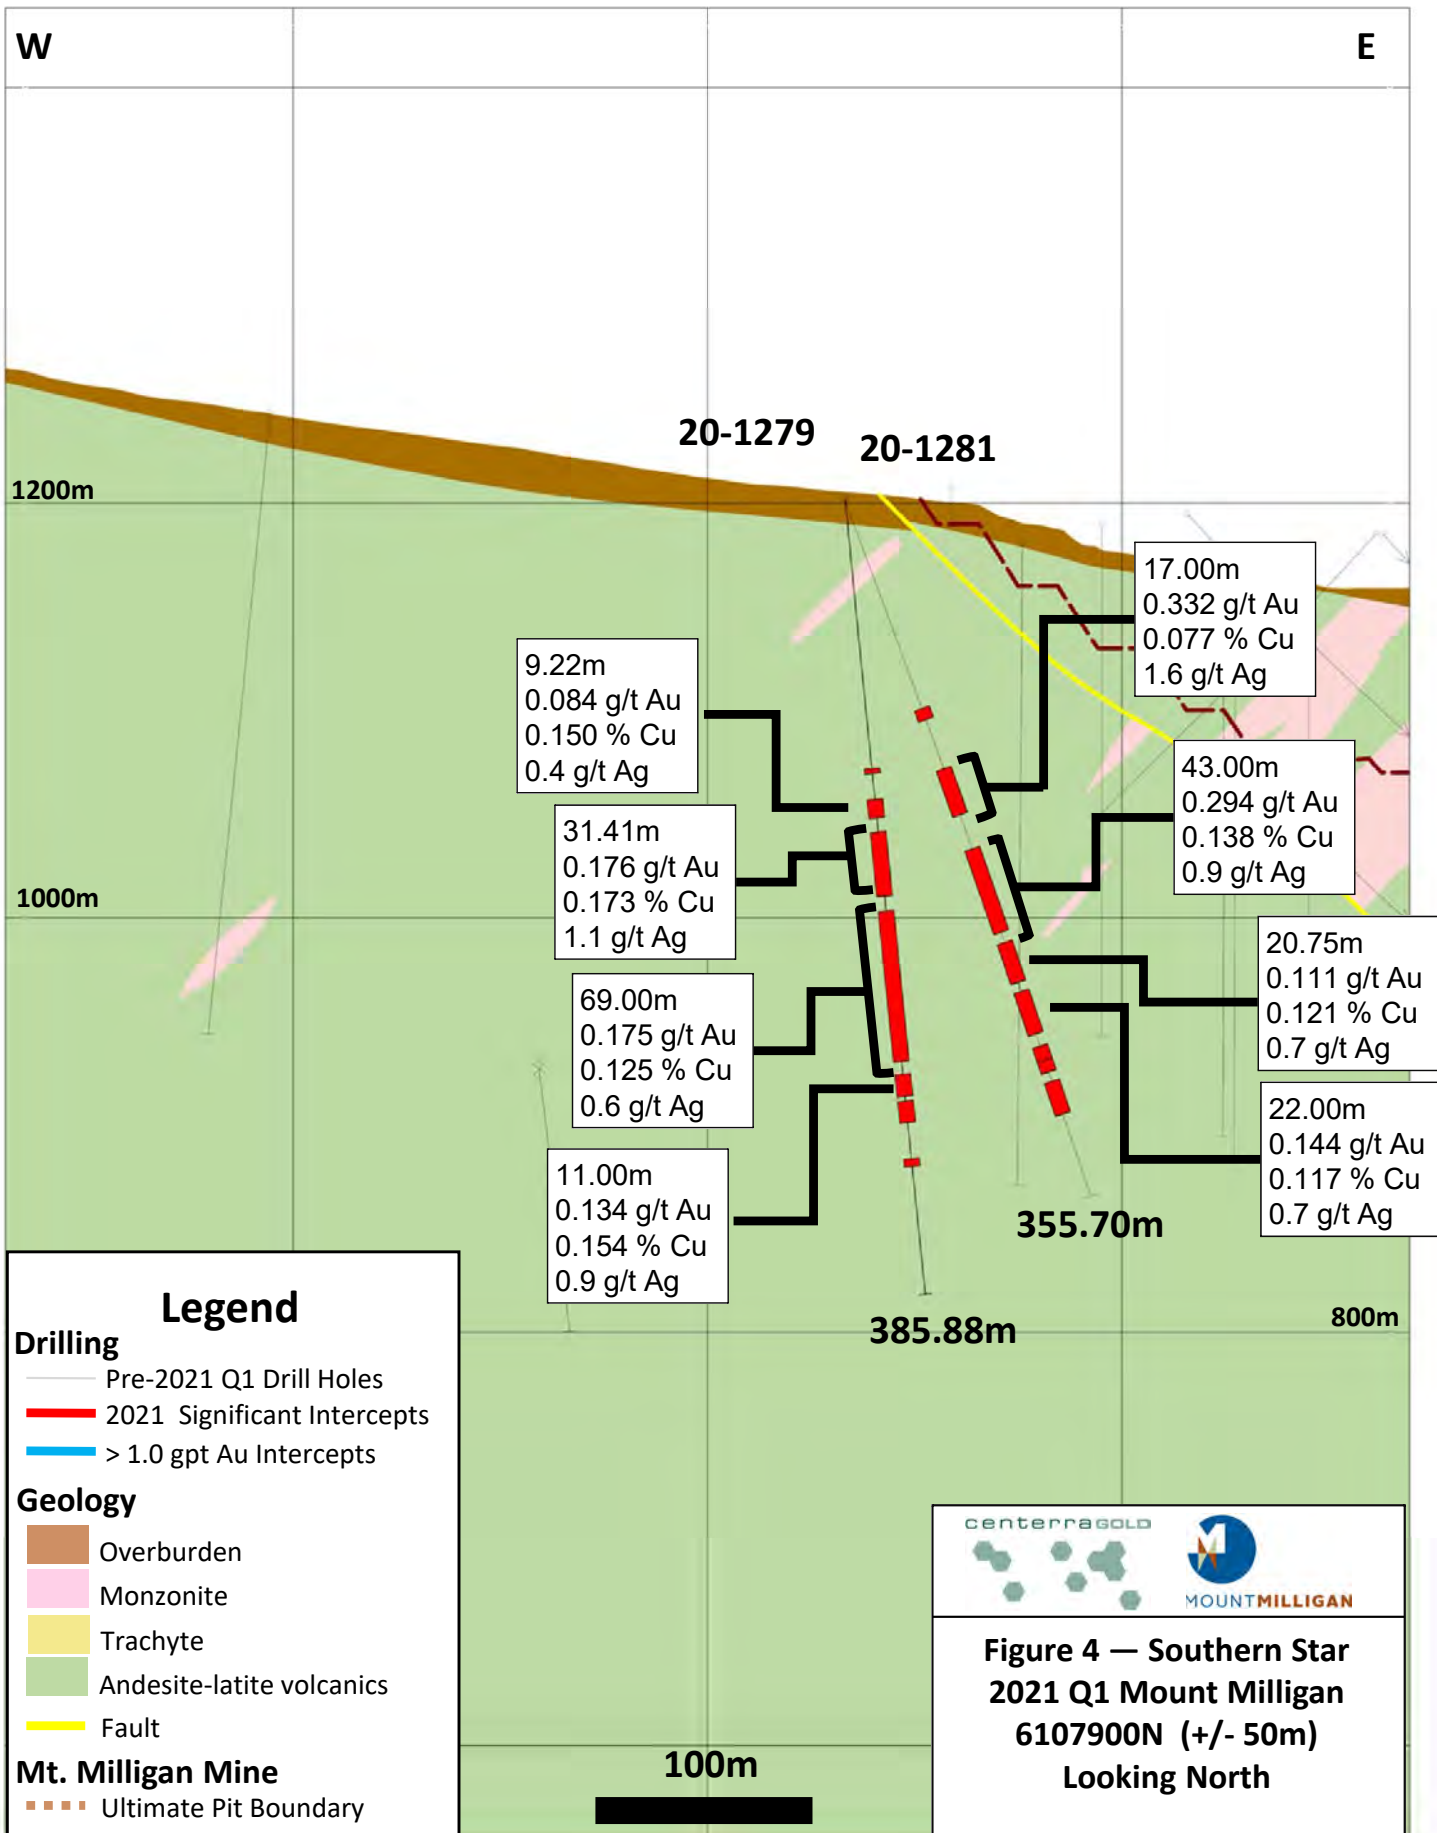 W
E
20-1279
20-1281
1200m
17.00m
0.332 g/t Au
0.077 % Cu
1.6 g/t Ag
9.22m
0.084 g/t Au
0.150 % Cu
0.4 g/t Ag
43.00m
0.294 g/t Au
0.138 % Cu
0.9 g/t Ag
31.41m
0.176 g/t Au
0.173 % Cu
1.1 g/t Ag
1000m
20.75m
0.111 g/t Au
0.121 % Cu
0.7 g/t Ag
69.00m
0.175 g/t Au
0.125 % Cu
0.6 g/t Ag
22.00m
0.144 g/t Au
0.117 % Cu
0.7 g/t Ag
11.00m
0.134 g/t Au
0.154 % Cu
0.9 g/t Ag
355.70m
385.88m
800m
Legend
Drilling
Pre-2021 Q1 Drill Holes
2021 Significant Intercepts
> 1.0 gpt Au Intercepts
Geology
Overburden
Monzonite
Trachyte
Andesite-latite volcanics
Fault
Mt. Milligan Mine
Ultimate Pit Boundary
100m
centerraGOLD
MOUNTMILLIGAN
Figure 4 — Southern Star
2021 Q1 Mount Milligan
6107900N (+/- 50m)
Looking North